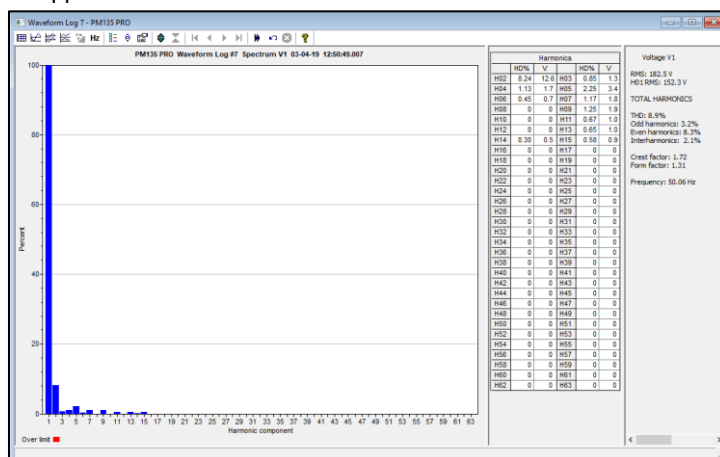 Waveform Log 7 - PM135 PRO
Hz
PM135 PRO Waveform Log #7 Spectrum V1 03-04-19 12:50:49.007
100
80
60
40
20
0
Percent
1 3 5 7 9 11 13 15 17 19 21 23 25 27 29 31 33 35 37 39 41 43 45 47 49 51 53 55 57 59 61 63
Harmonic component
Over limit
Harmonics
HD% V HD% V
H02 8.24 12.6 H03 0.85 1.3
H04 1.13 1.7 H05 2.25 3.4
H06 0.45 0.7 H07 1.17 1.8
H08 0 0 H09 1.25 1.9
H10 0 0 H11 0.67 1.0
H12 0 0 H13 0.65 1.0
H14 0.30 0.5 H15 0.58 0.9
H16 0 0 H17 0 0
H18 0 0 H19 0 0
H20 0 0 H21 0 0
H22 0 0 H23 0 0
H24 0 0 H25 0 0
H26 0 0 H27 0 0
H28 0 0 H29 0 0
H30 0 0 H31 0 0
H32 0 0 H33 0 0
H34 0 0 H35 0 0
H36 0 0 H37 0 0
H38 0 0 H39 0 0
H40 0 0 H41 0 0
H42 0 0 H43 0 0
H44 0 0 H45 0 0
H46 0 0 H47 0 0
H48 0 0 H49 0 0
H50 0 0 H51 0 0
H52 0 0 H53 0 0
H54 0 0 H55 0 0
H56 0 0 H57 0 0
H58 0 0 H59 0 0
H60 0 0 H61 0 0
H62 0 0 H63 0 0
Voltage V1
RMS: 182.5 V
H01 RMS: 152.3 V
TOTAL HARMONICS
THD: 8.9%
Odd harmonics: 3.2%
Even harmonics: 8.3%
Interharmonics: 2.1%
Crest factor: 1.72
Form factor: 1.31
Frequency: 50.06 Hz